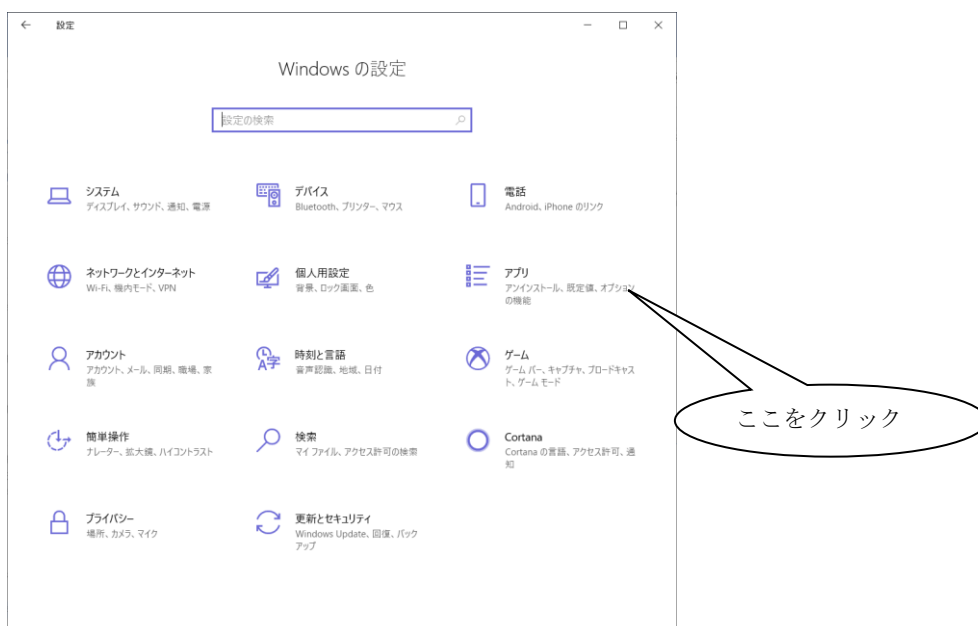 設定
Windows の設定
設定の検索
システム
ディスプレイ、サウンド、通知、電源
デバイス
Bluetooth、プリンター、マウス
電話
Android、iPhone のリンク
ネットワークとインターネット
Wi-Fi、機内モード、VPN
個人用設定
背景、ロック画面、色
アプリ
アンインストール、既定値、オプション
の機能
アカウント
アカウント、メール、同期、職場、家
族
時刻と言語
音声認識、地域、日付
ゲーム
ゲーム バー、キャプチャ、ブロードキャス
ト、ゲーム モード
ここをクリック
簡単操作
ナレーター、拡大鏡、ハイコントラスト
検索
マイ ファイル、アクセス許可の検索
Cortana
Cortana の言語、アクセス許可、通
知
プライバシー
場所、カメラ、マイク
更新とセキュリティ
Windows Update、回復、バック
アップ